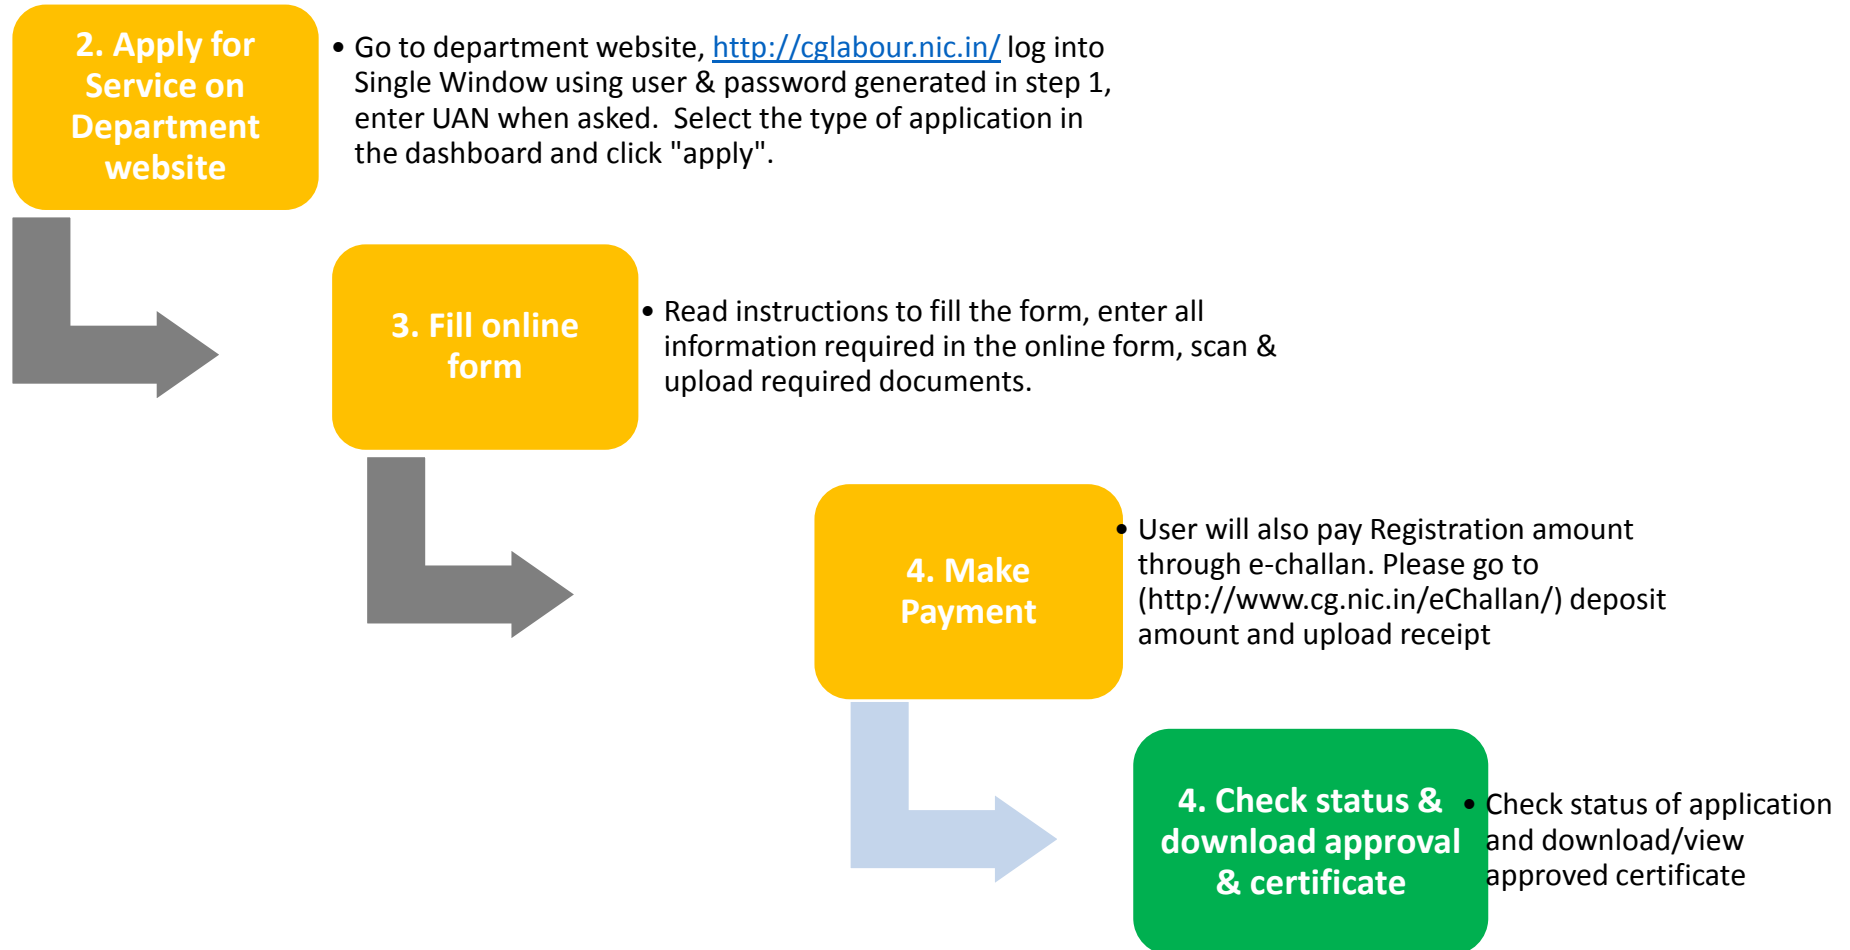 2. Apply for
Service on
Department
website
• Go to department website, http://cglabour.nic.in/ log into
Single Window using user & password generated in step 1,
enter UAN when asked.  Select the type of application in
the dashboard and click "apply".
3. Fill online
form
• Read instructions to fill the form, enter all
information required in the online form, scan &
upload required documents.
4. Make
Payment
• User will also pay Registration amount
through e-challan. Please go to
(http://www.cg.nic.in/eChallan/) deposit
amount and upload receipt
4. Check status &
download approval
& certificate
• Check status of application
and download/view
approved certificate